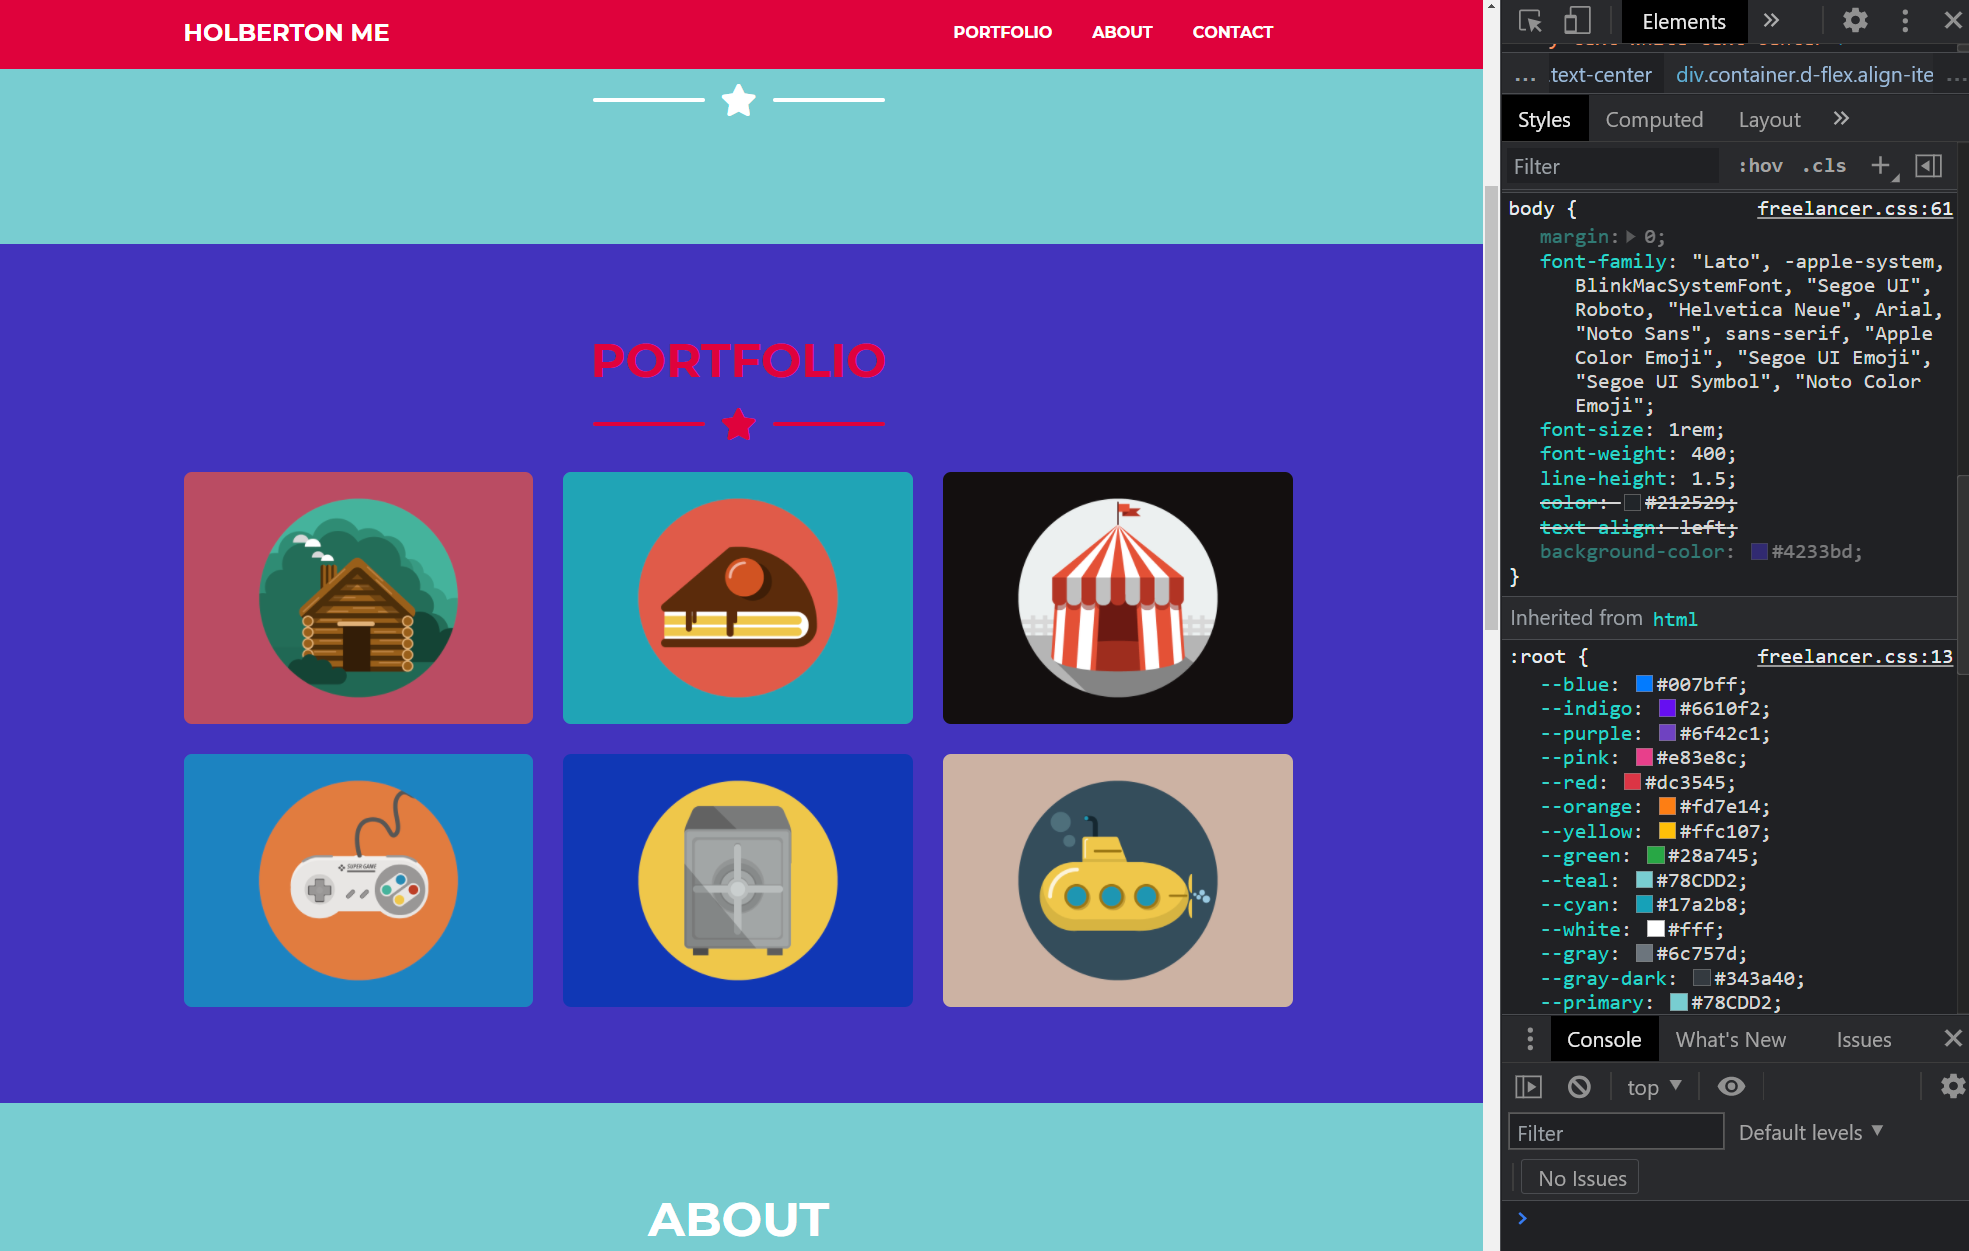 HOLBERTON ME
PORTFOLIO ABOUT CONTACT
PORTFOLIO
SUPER GAME
ABOUT
Elements
... .text-center div.container.d-flex.align-ite ...
Styles Computed Layout
Filter :hov .cls
body { freelancer.css:61
margin: 0;
font-family: "Lato", -apple-system,
BlinkMacSystemFont, "Segoe UI",
Roboto, "Helvetica Neue", Arial,
"Noto Sans", sans-serif, "Apple
Color Emoji", "Segoe UI Emoji",
"Segoe UI Symbol", "Noto Color
Emoji";
font-size: 1rem;
font-weight: 400;
line-height: 1.5;
color: #212529;
text-align: left;
background-color: #4233bd;
}
Inherited from html
:root { freelancer.css:13
--blue: #007bff;
--indigo: #6610f2;
--purple: #6f42c1;
--pink: #e83e8c;
--red: #dc3545;
--orange: #fd7e14;
--yellow: #ffc107;
--green: #28a745;
--teal: #78CDD2;
--cyan: #17a2b8;
--white: #fff;
--gray: #6c757d;
--gray-dark: #343a40;
--primary: #78CDD2;
Console What's New Issues
top
Filter Default levels
No Issues